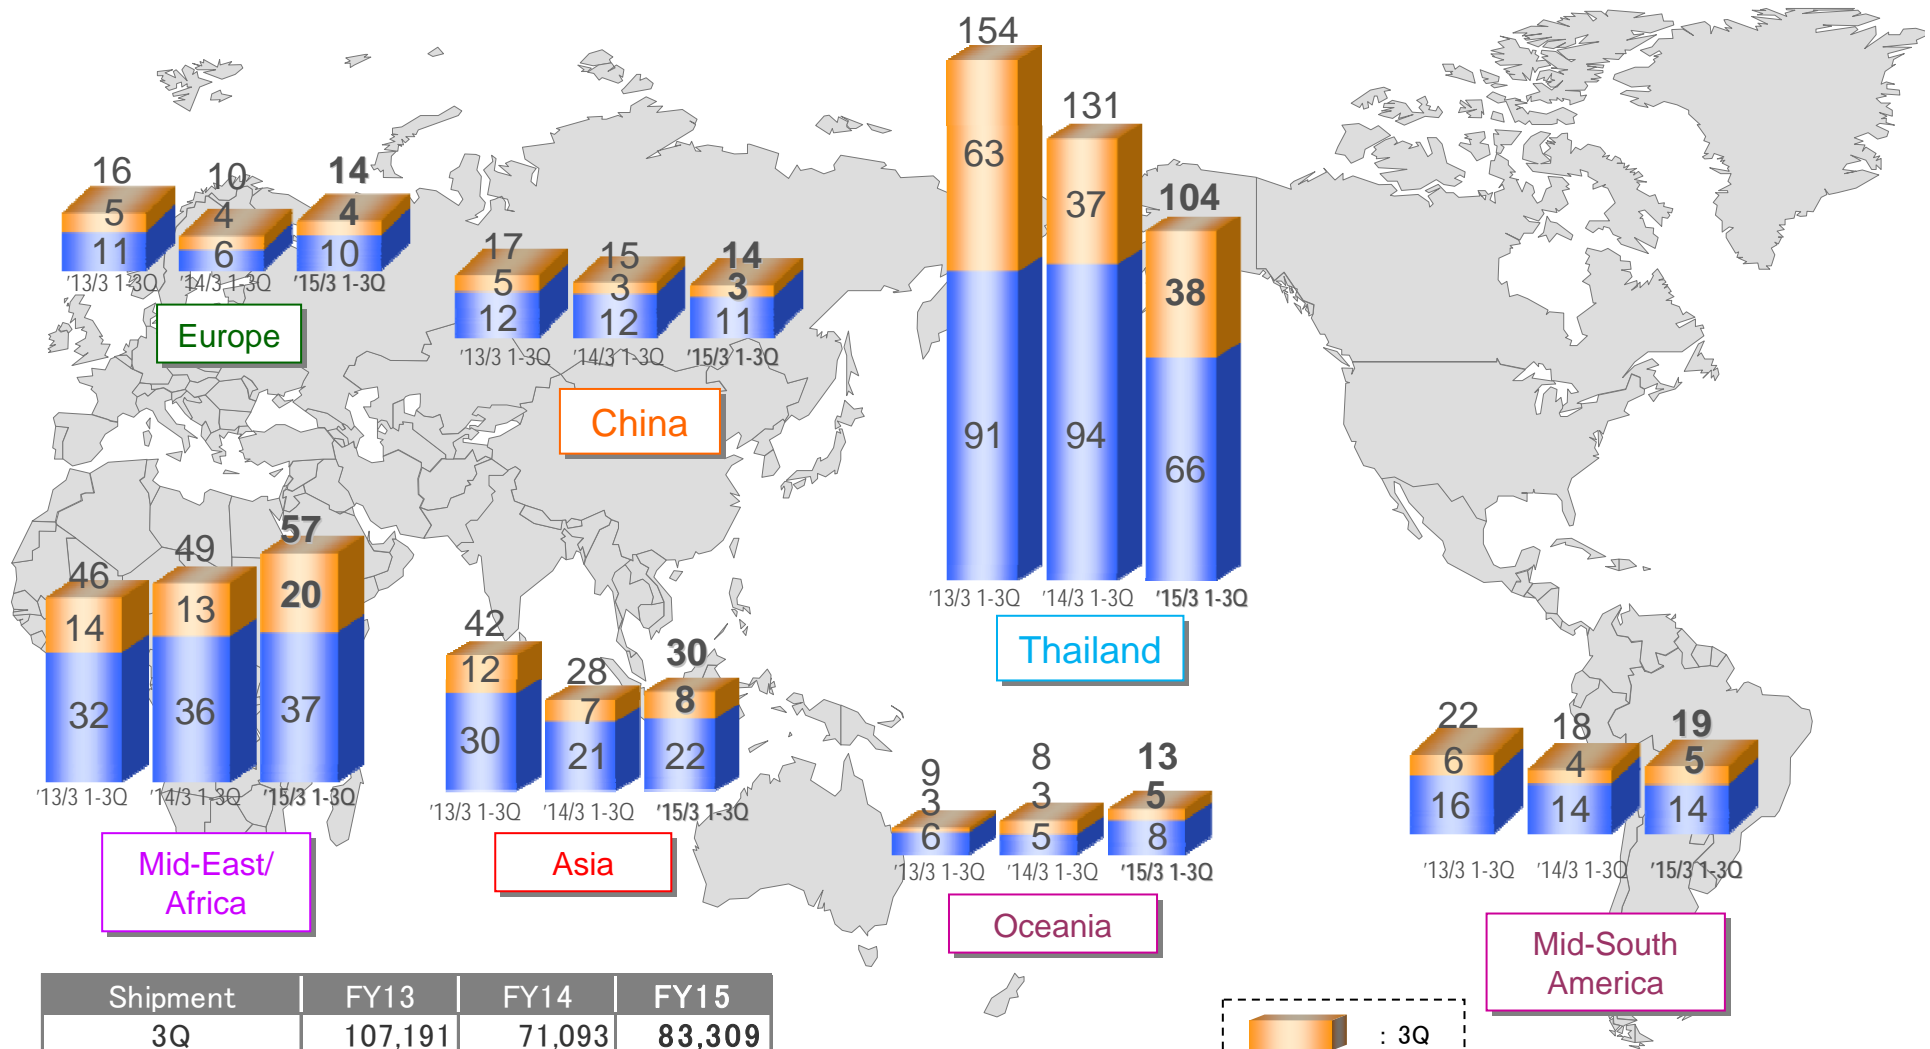 16
5
11
10
4
6
14
4
10
'13/3 1-3Q
'14/3 1-3Q
'15/3 1-3Q
Europe
17
5
12
15
3
12
14
3
11
'13/3 1-3Q
'14/3 1-3Q
'15/3 1-3Q
China
154
63
91
131
37
94
104
38
66
'13/3 1-3Q
'14/3 1-3Q
'15/3 1-3Q
Thailand
46
14
32
49
13
36
57
20
37
'13/3 1-3Q
'14/3 1-3Q
'15/3 1-3Q
Mid-East/
Africa
42
12
30
28
7
21
30
8
22
'13/3 1-3Q
'14/3 1-3Q
'15/3 1-3Q
Asia
9
3
6
8
3
5
13
5
8
'13/3 1-3Q
'14/3 1-3Q
'15/3 1-3Q
Oceania
22
6
16
18
4
14
19
5
14
'13/3 1-3Q
'14/3 1-3Q
'15/3 1-3Q
Mid-South
America
Shipment FY13 FY14 FY15
3Q 107,191 71,093 83,309
: 3Q